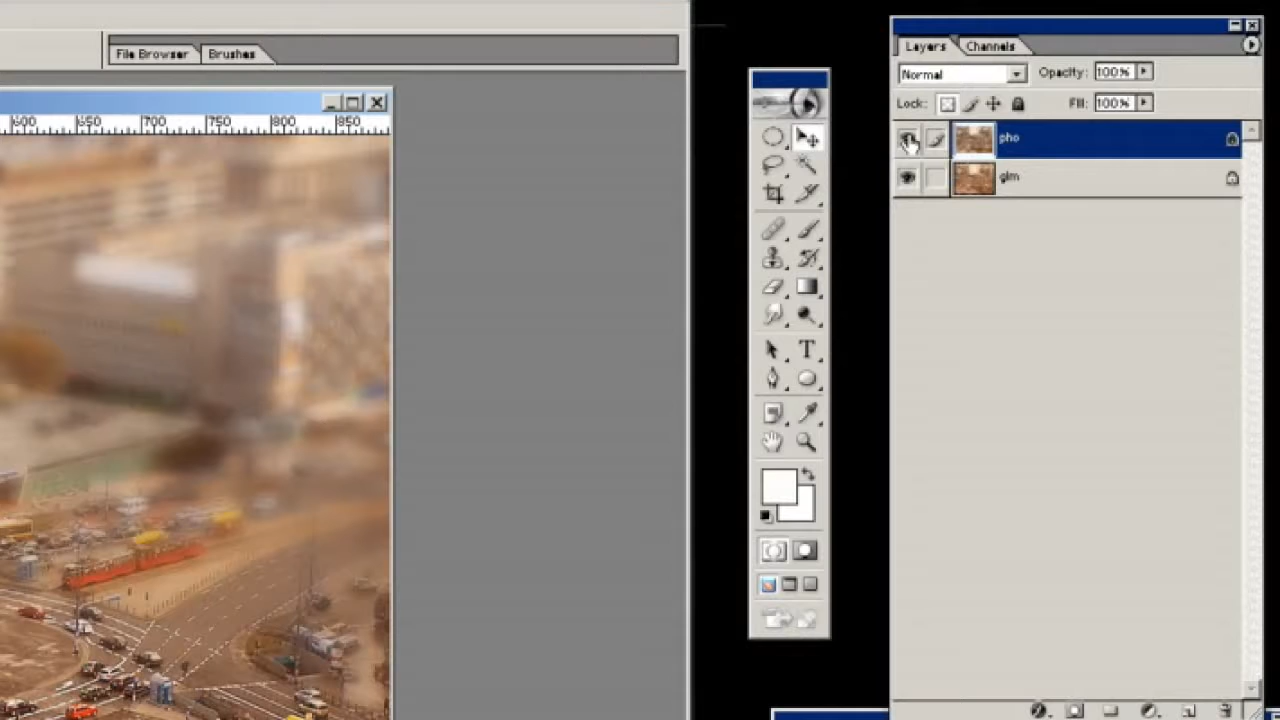 File Browser Brushes
600 650 700 750 800 850
Layers Channels
Normal Opacity: 100%
Lock: Fill: 100%
pho
glm
T